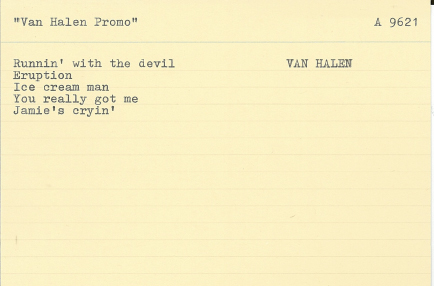 "Van Halen Promo" A 9621
Runnin' with the devil VAN HALEN
Eruption
Ice cream man
You really got me
Jamie's cryin'